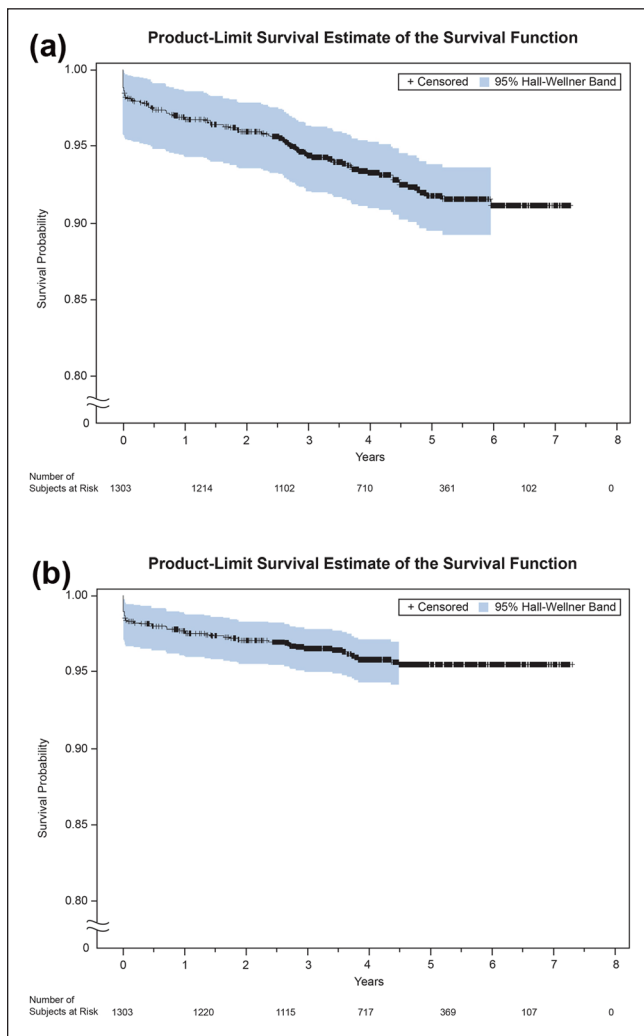 (a)
Product-Limit Survival Estimate of the Survival Function
+ Censored 95% Hall-Wellner Band
1.00
0.95
0.90
0.85
0.80
0
Survival Probability
0 1 2 3 4 5 6 7 8
Years
Number of
Subjects at Risk 1303 1214 1102 710 361 102 0
(b)
Product-Limit Survival Estimate of the Survival Function
+ Censored 95% Hall-Wellner Band
1.00
0.95
0.90
0.85
0.80
0
Survival Probability
0 1 2 3 4 5 6 7 8
Years
Number of
Subjects at Risk 1303 1220 1115 717 369 107 0